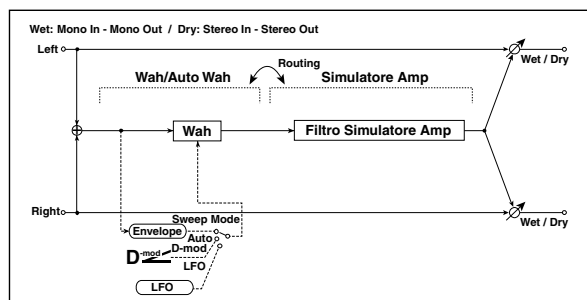 Wet: Mono In - Mono Out / Dry: Stereo In - Stereo Out
Left
Wet / Dry
Routing
Wah/Auto Wah
Simulatore Amp
Wah
Filtro Simulatore Amp
Right
Wet / Dry
Sweep Mode
Envelope
Auto
D-mod
D-mod
LFO
LFO